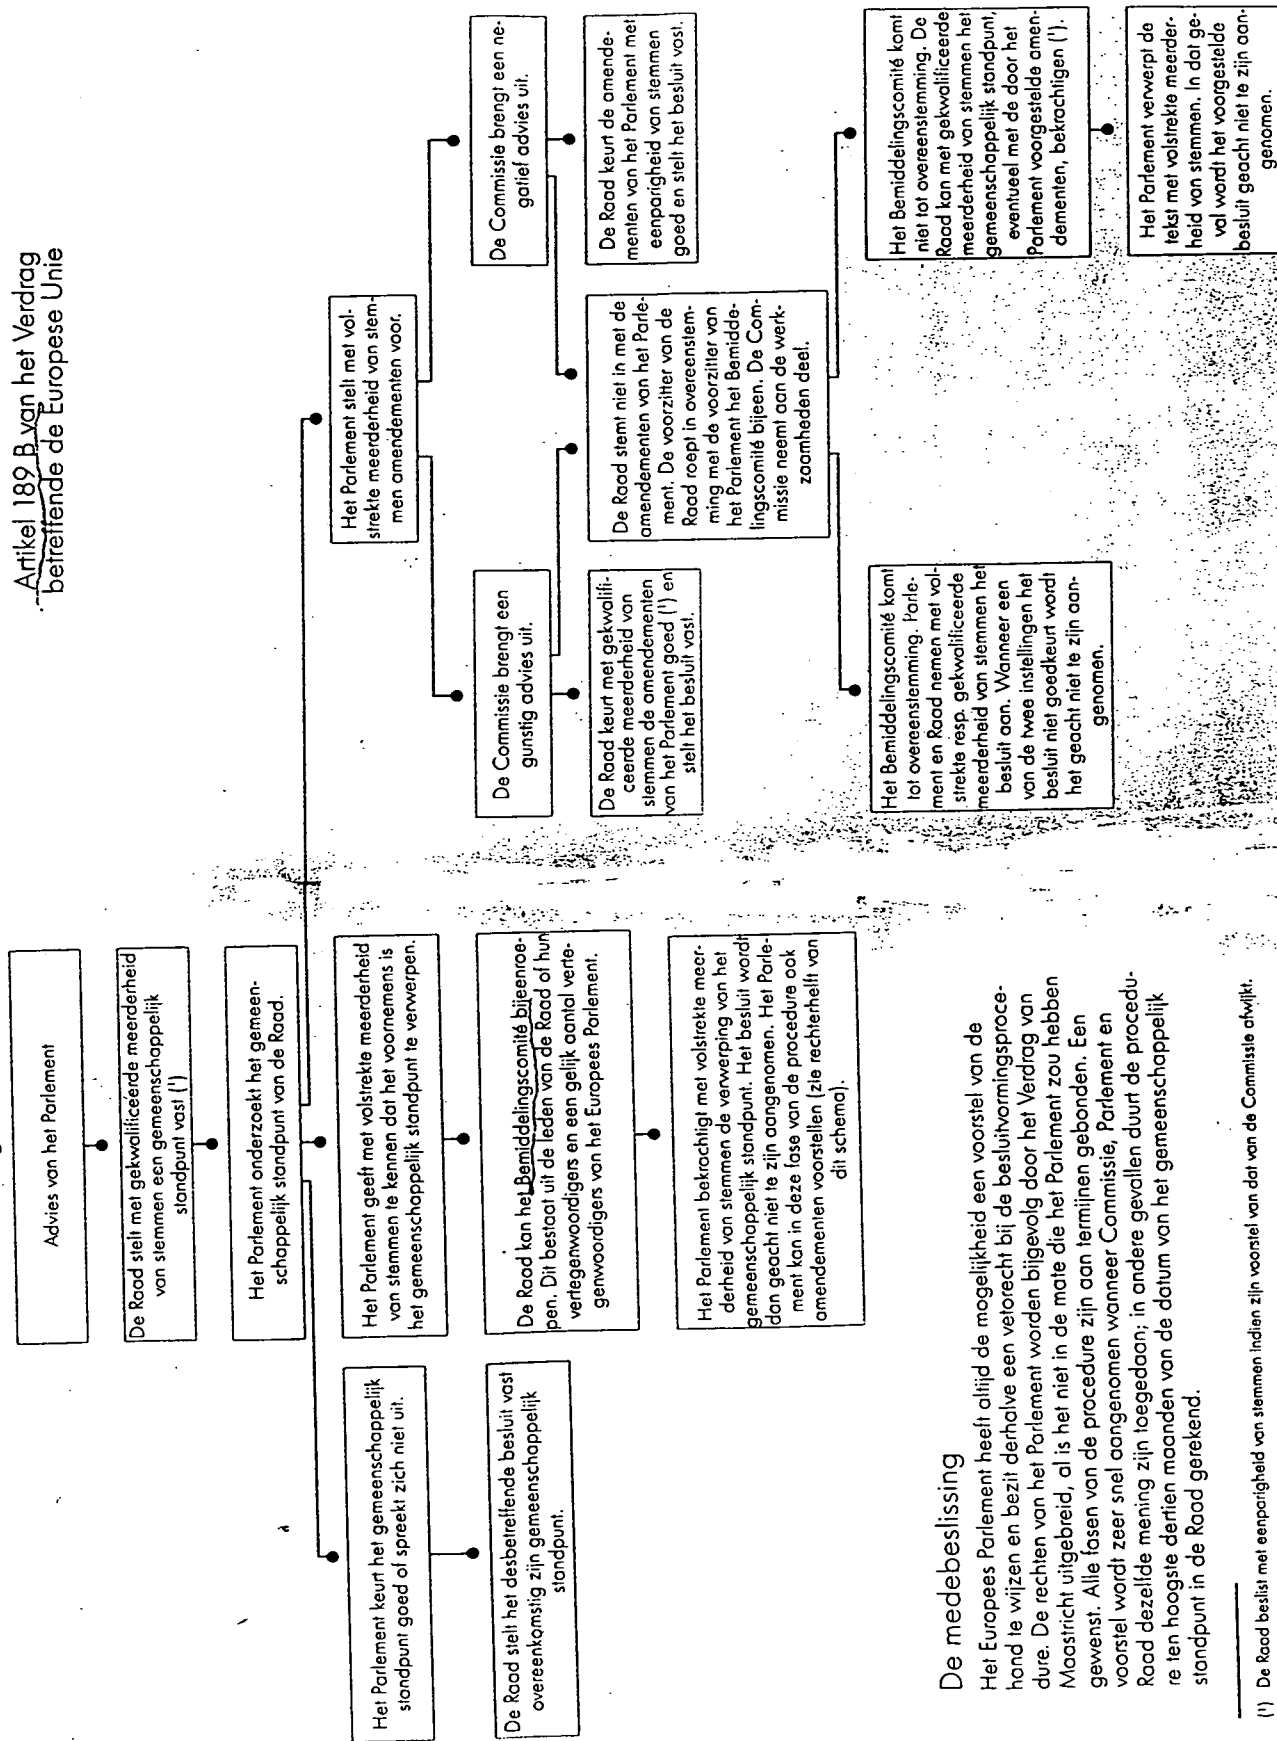 Artikel 189 B van het Verdrag
betreffende de Europese Unie
Advies van het Parlement
De Raad stelt met gekwalificeerde meerderheid
van stemmen een gemeenschappelijk
standpunt vast (¹)
Het Parlement onderzoekt het gemeen-
schappelijk standpunt van de Raad.
Het Parlement keurt het gemeenschappelijk
standpunt goed of spreekt zich niet uit.
De Raad stelt het desbetreffende besluit vast
overeenkomstig zijn gemeenschappelijk
standpunt.
Het Parlement geeft met volstrekte meerderheid
van stemmen te kennen dat het voornemens is
het gemeenschappelijk standpunt te verwerpen.
De Raad kan het Bemiddelingscomité bijeenroe-
pen. Dit bestaat uit de leden van de Raad of hun
vertegenwoordigers en een gelijk aantal verte-
genwoordigers van het Europees Parlement.
Het Parlement bekrachtigt met volstrekte meer-
derheid van stemmen de verwerping van het
gemeenschappelijk standpunt. Het besluit wordt
dan geacht niet te zijn aangenomen. Het Parle-
ment kan in deze fase van de procedure ook
amendementen voorstellen (zie rechterhelft van
dit schema).
Het Parlement stelt met vol-
strekte meerderheid van stem-
men amendementen voor.
De Commissie brengt een
gunstig advies uit.
De Commissie brengt een ne-
gatief advies uit.
De Raad keurt met gekwalifi-
ceerde meerderheid van
stemmen de amendementen
van het Parlement goed (¹) en
stelt het besluit vast.
De Raad stemt niet in met de
amendementen van het Parle-
ment. De voorzitter van de
Raad roept in overeenstem-
ming met de voorzitter van
het Parlement het Bemidde-
lingscomité bijeen. De Com-
missie neemt aan de werk-
zaamheden deel.
De Raad keurt de amende-
menten van het Parlement met
eenparigheid van stemmen
goed en stelt het besluit vast.
Het Bemiddelingscomité komt
tot overeenstemming. Parle-
ment en Raad nemen met vol-
strekte resp. gekwalificeerde
meerderheid van stemmen het
besluit aan. Wanneer een
van de twee instellingen het
besluit niet goedkeurt wordt
het geacht niet te zijn aan-
genomen.
Het Bemiddelingscomité komt
niet tot overeenstemming. De
Raad kan met gekwalificeerde
meerderheid van stemmen het
gemeenschappelijk standpunt,
eventueel met de door het
Parlement voorgestelde amen-
dementen, bekrachtigen (¹).
Het Parlement verwerpt de
tekst met volstrekte meerder-
heid van stemmen. In dat ge-
val wordt het voorgestelde
besluit geacht niet te zijn aan-
genomen.
De medebeslissing
Het Europees Parlement heeft altijd de mogelijkheid een voorstel van de
hand te wijzen en bezit derhalve een vetorecht bij de besluitvormingsproce-
dure. De rechten van het Parlement worden bijgevolg door het Verdrag van
Maastricht uitgebreid, al is het niet in de mate die het Parlement zou hebben
gewenst. Alle fasen van de procedure zijn aan termijnen gebonden. Een
voorstel wordt zeer snel aangenomen wanneer Commissie, Parlement en
Raad dezelfde mening zijn toegedaan; in andere gevallen duurt de procedu-
re ten hoogste dertien maanden van de datum van het gemeenschappelijk
standpunt in de Raad gerekend.
(¹) De Raad beslist met eenparigheid van stemmen indien zijn voorstel van dat van de Commissie afwijkt.